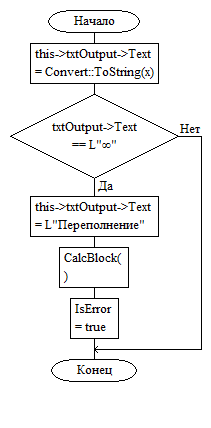 Начало
this->txtOutput->Text
= Convert::ToString(x)
txtOutput->Text
== L"∞"
Нет
Да
this->txtOutput->Text
= L"Переполнение"
CalcBlock(
)
IsError
= true
Конец